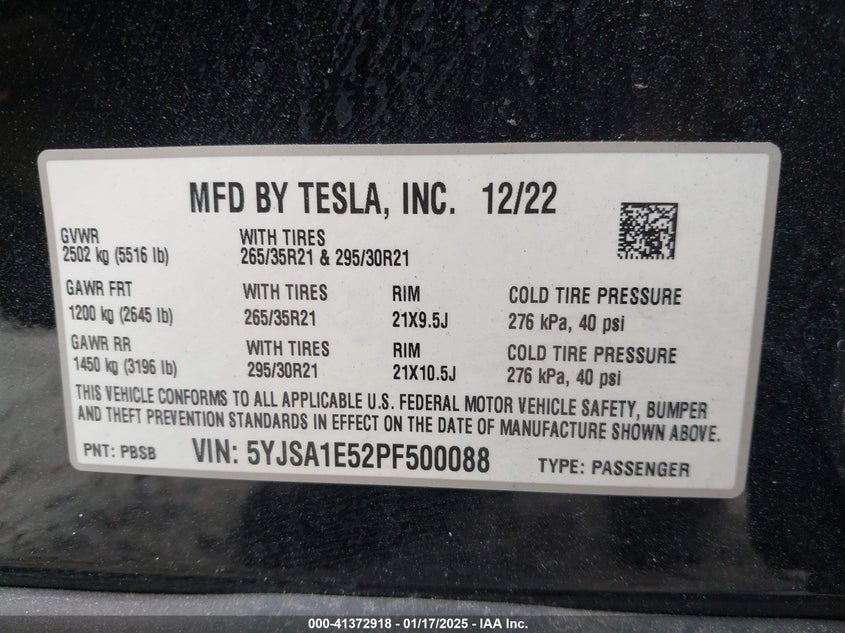 MFD BY TESLA, INC. 12/22
GVWR WITH TIRES
2502 kg (5516 lb) 265/35R21 & 295/30R21
GAWR FRT WITH TIRES RIM COLD TIRE PRESSURE
1200 kg (2645 lb) 265/35R21 21X9.5J 276 kPa, 40 psi
GAWR RR WITH TIRES RIM COLD TIRE PRESSURE
1450 kg (3196 lb) 295/30R21 21X10.5J 276 kPa, 40 psi
THIS VEHICLE CONFORMS TO ALL APPLICABLE U.S. FEDERAL MOTOR VEHICLE SAFETY, BUMPER
AND THEFT PREVENTION STANDARDS IN EFFECT ON THE DATE OF MANUFACTURE SHOWN ABOVE.
PNT: PBSB VIN: 5YJSA1E52PF500088 TYPE: PASSENGER
000-41372918 - 01/17/2025 - IAA Inc.